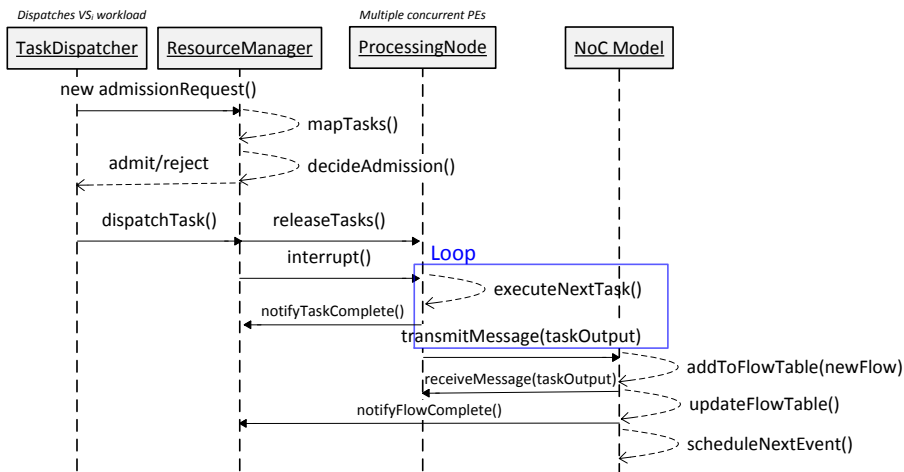 Dispatches VSᵢ workload
Multiple concurrent PEs
TaskDispatcher
ResourceManager
ProcessingNode
NoC Model
new admissionRequest()
mapTasks()
admit/reject
decideAdmission()
dispatchTask()
releaseTasks()
Loop
interrupt()
executeNextTask()
notifyTaskComplete()
transmitMessage(taskOutput)
addToFlowTable(newFlow)
receiveMessage(taskOutput)
updateFlowTable()
notifyFlowComplete()
scheduleNextEvent()